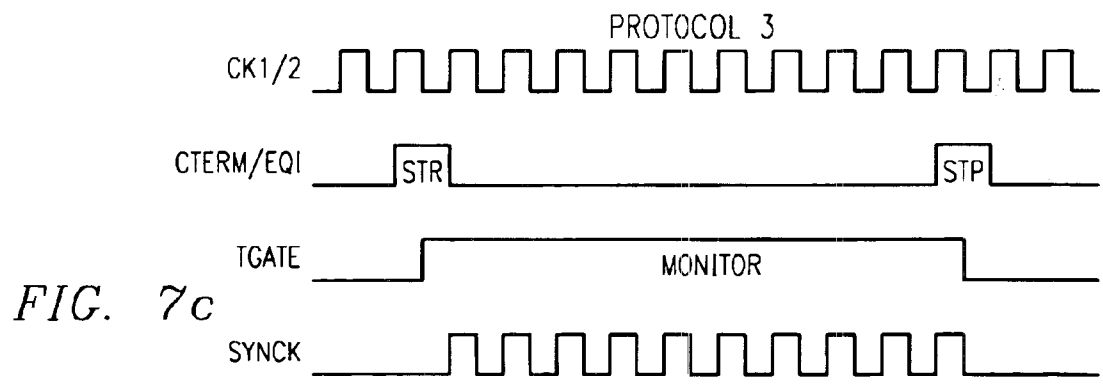 PROTOCOL 3
CK1/2
CTERM/EQI
STR
STP
TGATE
MONITOR
FIG. 7c
SYNCK